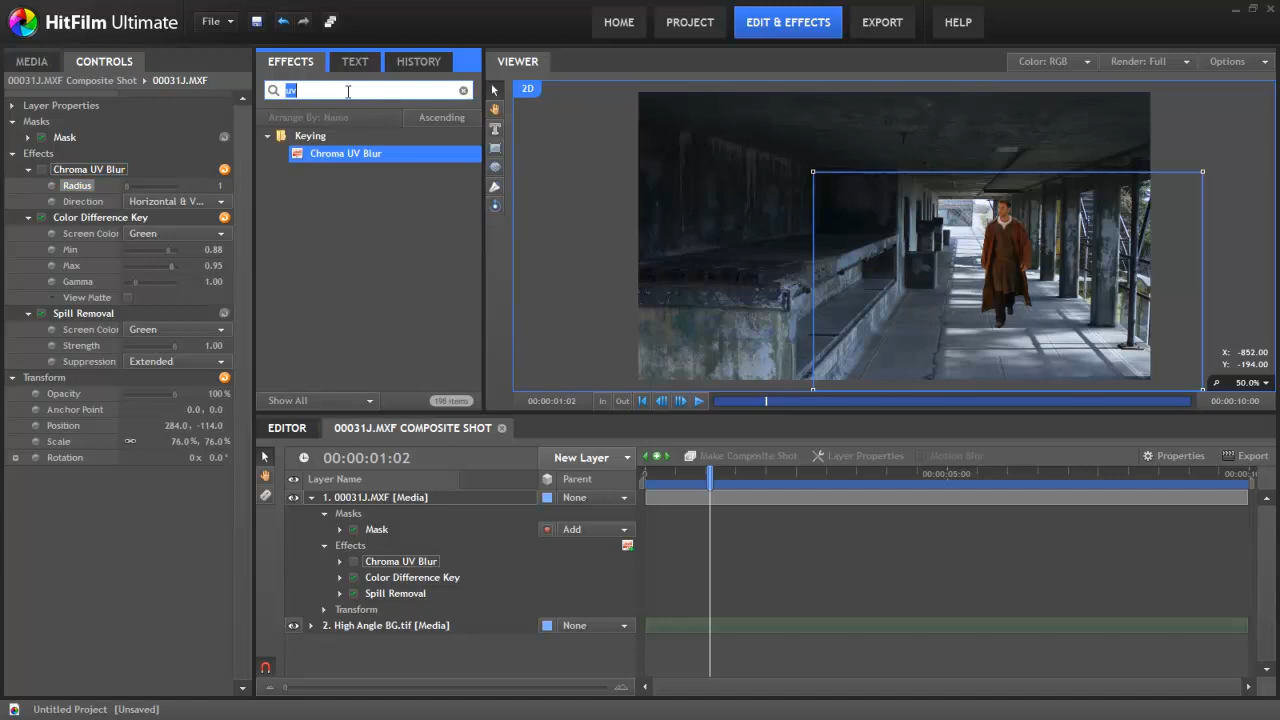 HitFilm Ultimate
File
HOME
PROJECT
EDIT & EFFECTS
EXPORT
HELP
MEDIA
CONTROLS
00031J.MXF Composite Shot
00031J.MXF
Layer Properties
Masks
Mask
Effects
Chroma UV Blur
Radius 1
Direction Horizontal & V...
Color Difference Key
Screen Color Green
Min 0.88
Max 0.95
Gamma 1.00
View Matte
Spill Removal
Screen Color Green
Strength 1.00
Suppression Extended
Transform
Opacity 100%
Anchor Point 0.0, 0.0
Position 284.0, -114.0
Scale 76.0%, 76.0%
Rotation 0 x 0.0°
EFFECTS
TEXT
HISTORY
uv
Arrange By: Name
Ascending
Keying
Chroma UV Blur
Show All
198 items
VIEWER
Color: RGB
Render: Full
Options
2D
X: -852.00
Y: -194.00
50.0%
00:00:01:02
In
Out
00:00:10:00
EDITOR
00031J.MXF COMPOSITE SHOT
00:00:01:02
New Layer
Make Composite Shot
Layer Properties
Motion Blur
Properties
Export
Layer Name
Parent
0
00:00:05:00
1. 00031J.MXF [Media]
None
Masks
Mask
Add
Effects
Chroma UV Blur
Color Difference Key
Spill Removal
Transform
2. High Angle BG.tif [Media]
None
Untitled Project [Unsaved]